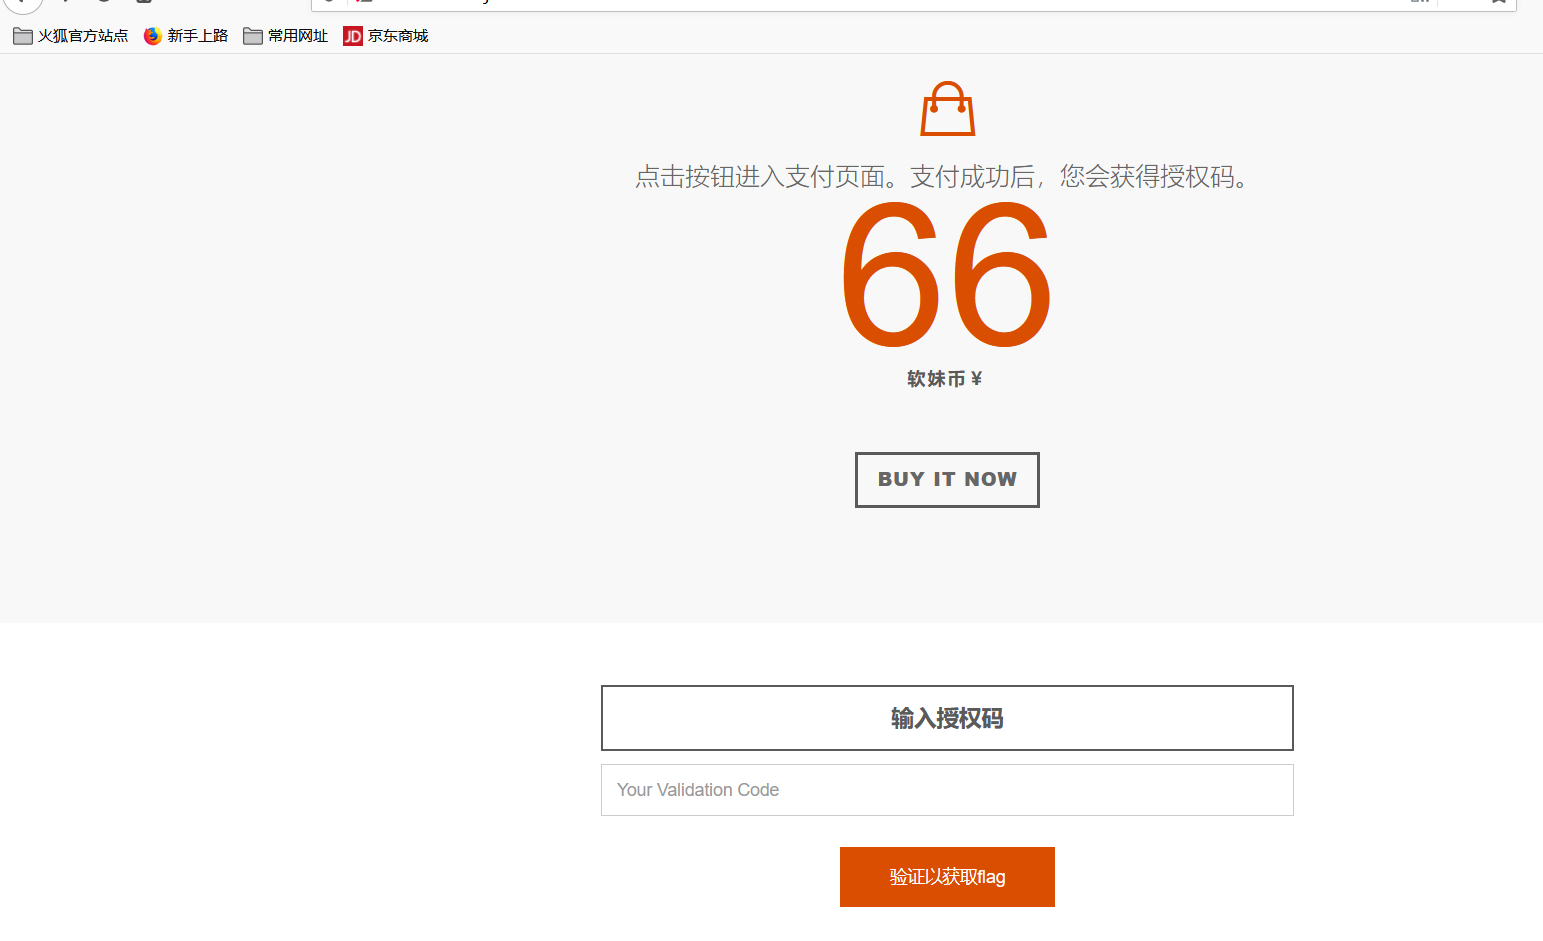 火狐官方站点 新手上路 常用网址 JD 京东商城
点击按钮进入支付页面。支付成功后，您会获得授权码。
66
软妹币 ¥
BUY IT NOW
输入授权码
Your Validation Code
验证以获取flag